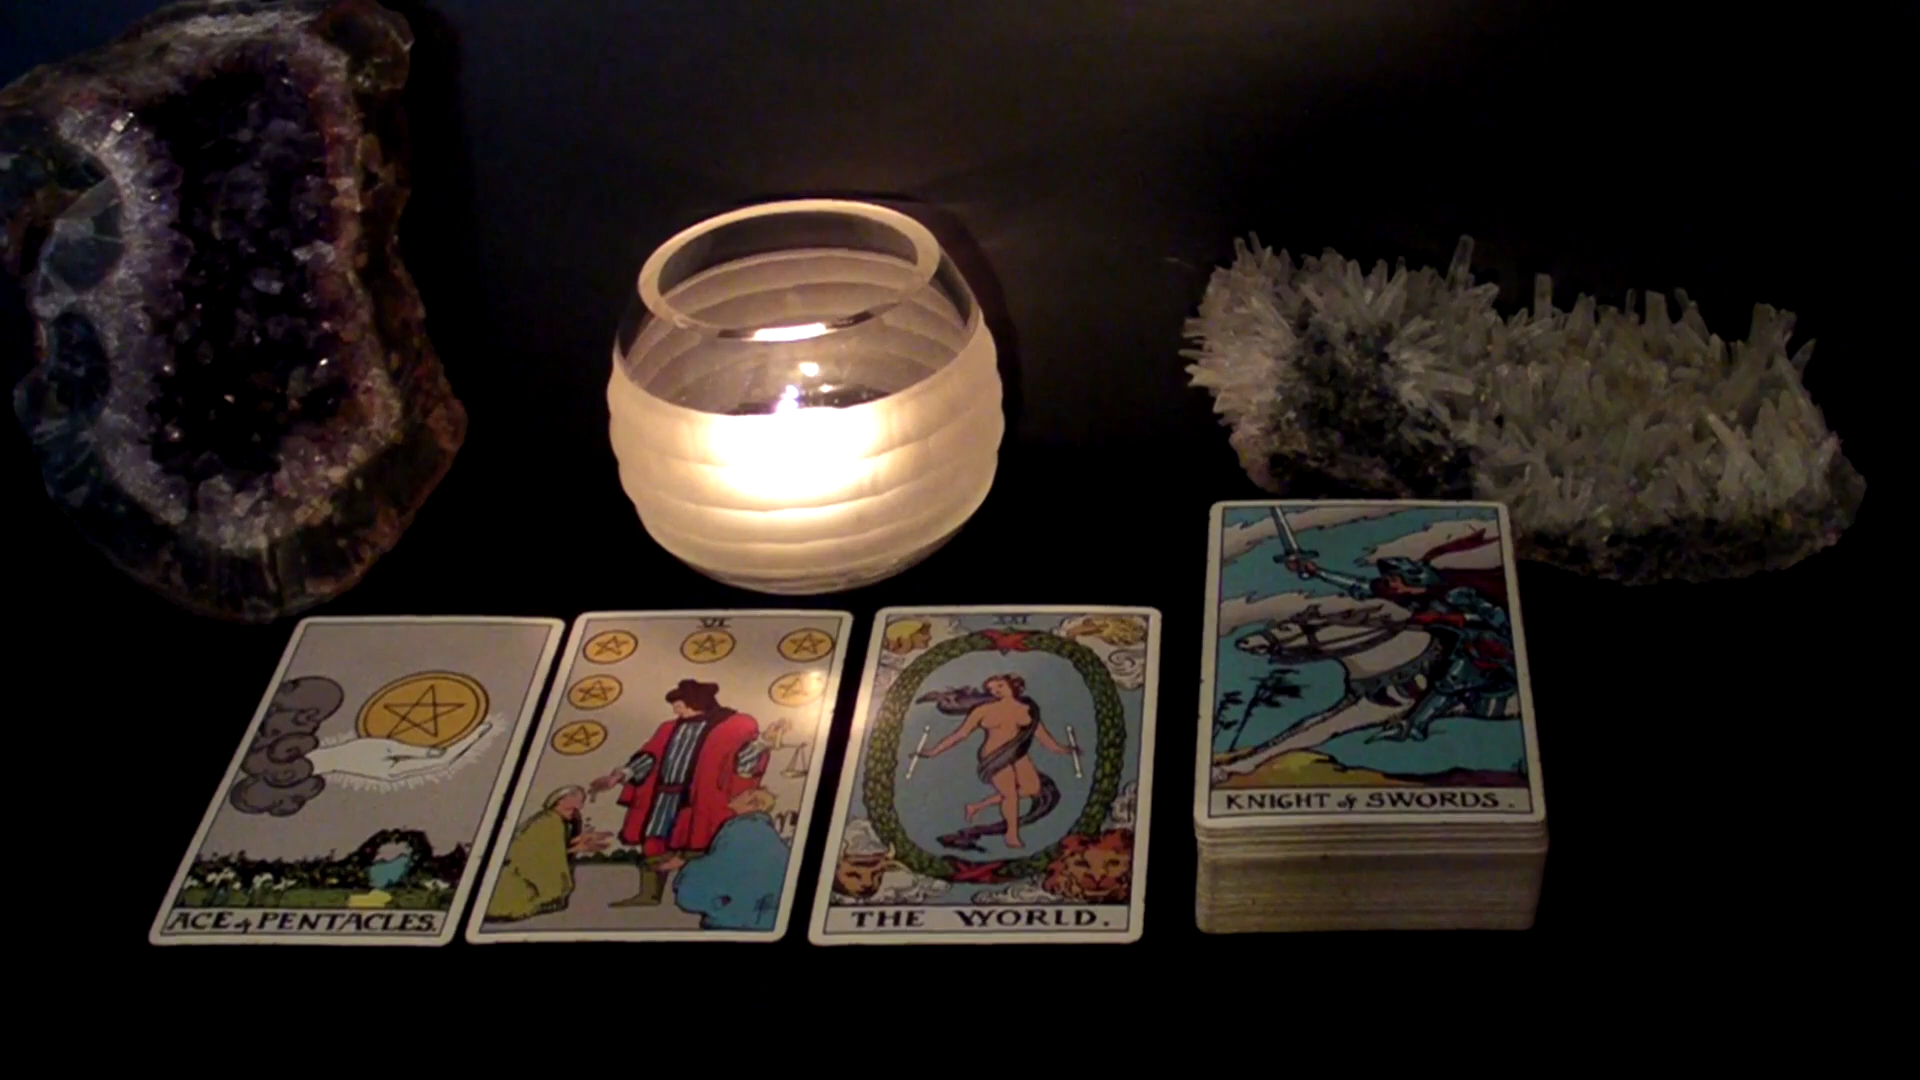 VI
XXI
ACE of PENTACLES.
THE WORLD.
KNIGHT of SWORDS.